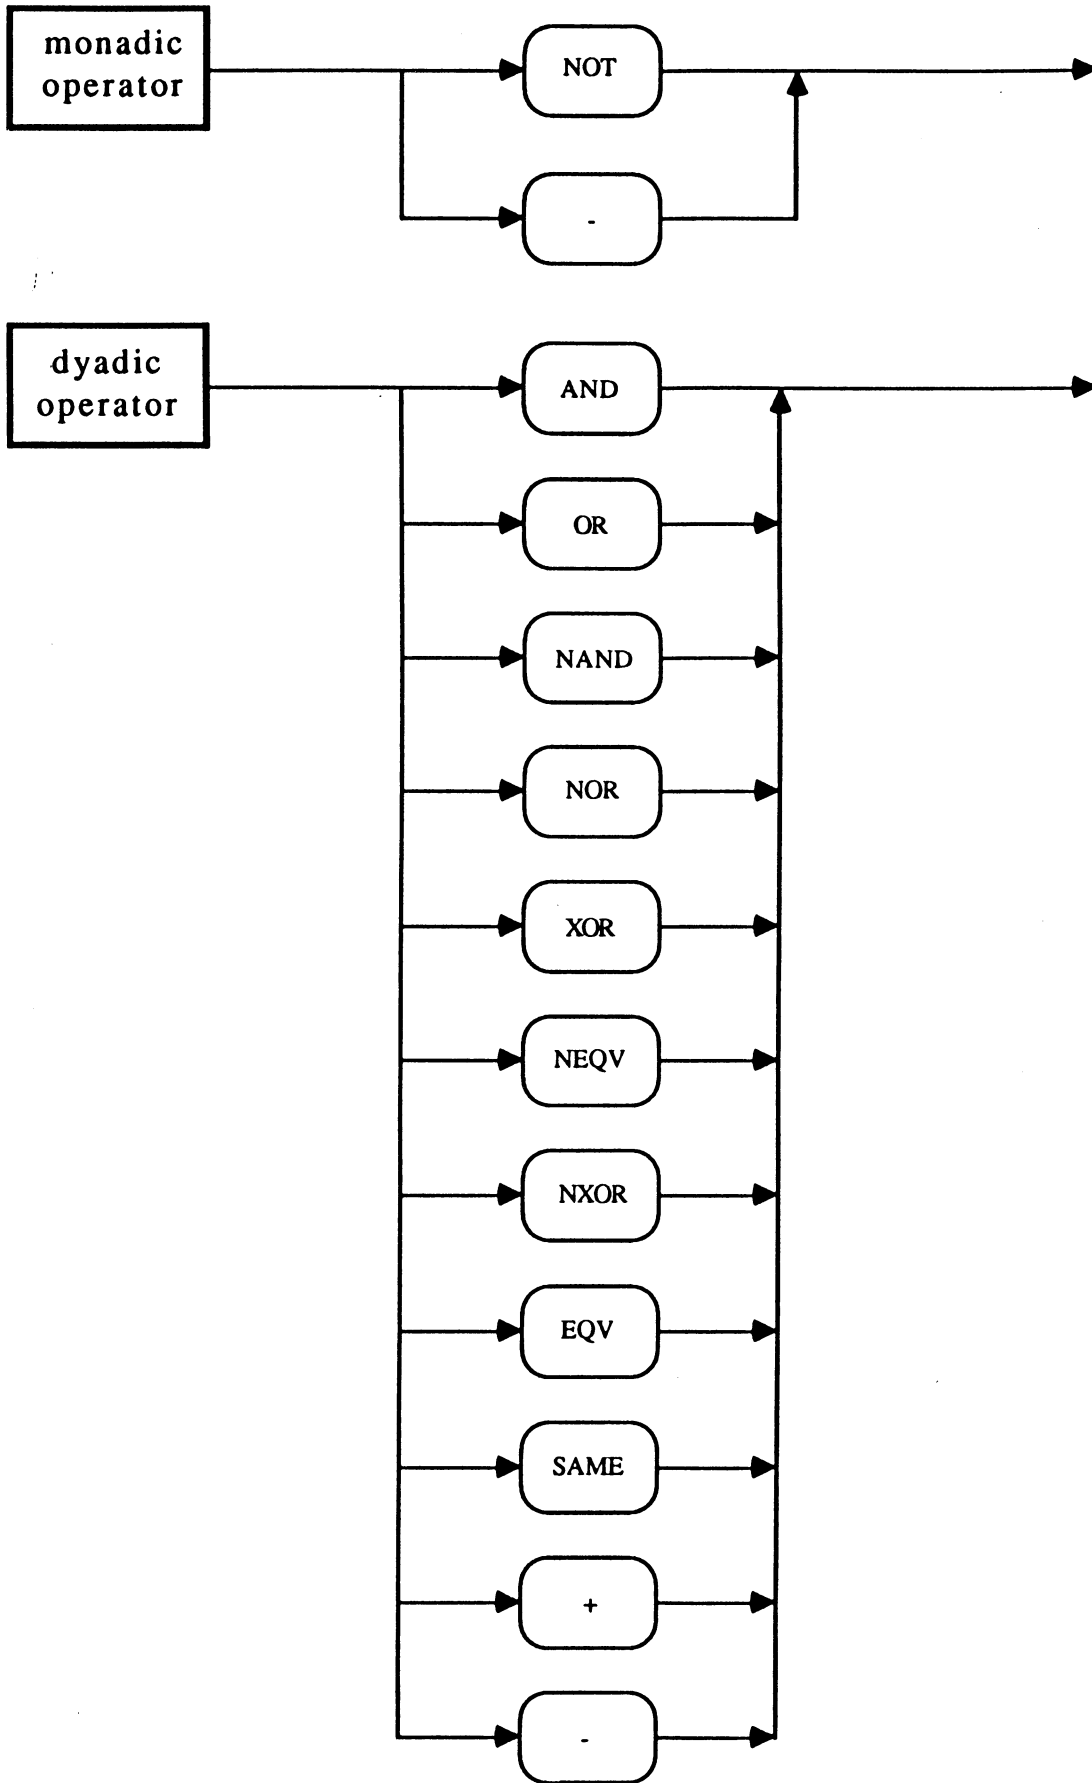 monadic
operator
NOT
-
dyadic
operator
AND
OR
NAND
NOR
XOR
NEQV
NXOR
EQV
SAME
+
-